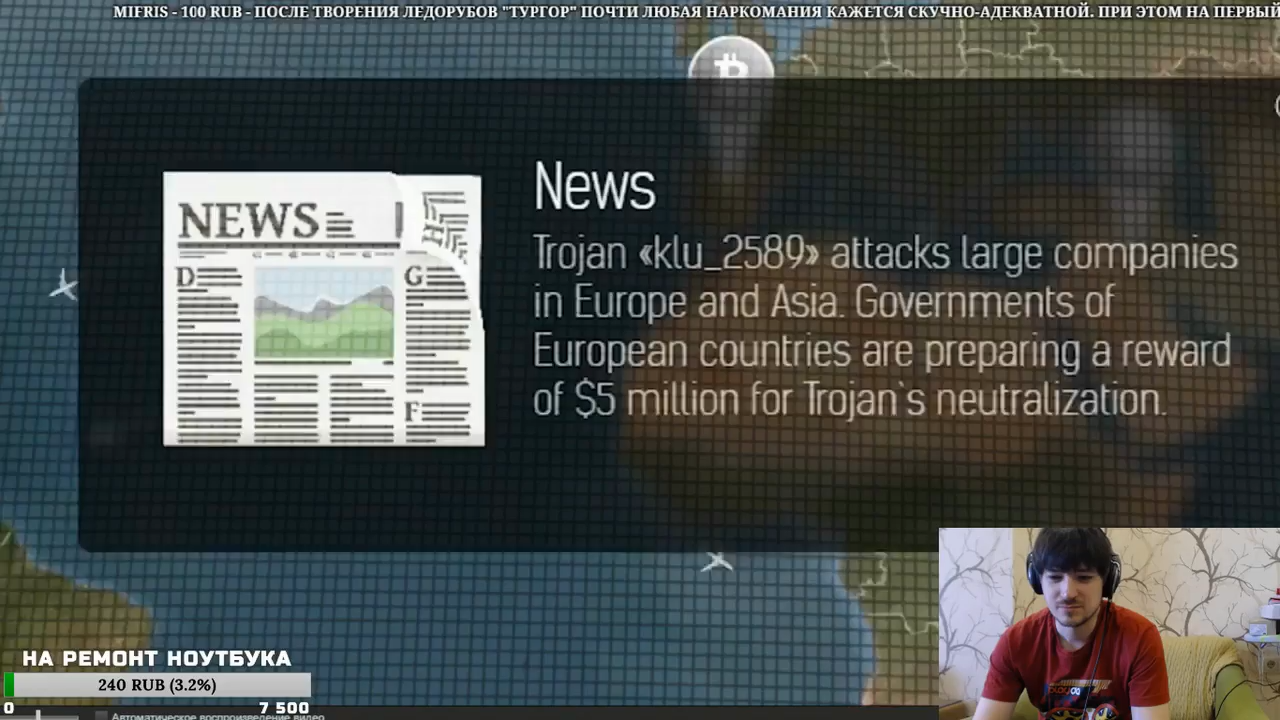 MIFRIS - 100 RUB - ПОСЛЕ ТВОРЕНИЯ ЛЕДОРУБОВ "ТУРГОР" ПОЧТИ ЛЮБАЯ НАРКОМАНИЯ КАЖЕТСЯ СКУЧНО-АДЕКВАТНОЙ. ПРИ ЭТОМ НА ПЕРВЫЙ
NEWS
D
G
F
News
Trojan «klu_2589» attacks large companies
in Europe and Asia. Governments of
European countries are preparing a reward
of $5 million for Trojan`s neutralization.
НА РЕМОНТ НОУТБУКА
240 RUB (3.2%)
0 7 500
Автоматическое воспроизведение видео